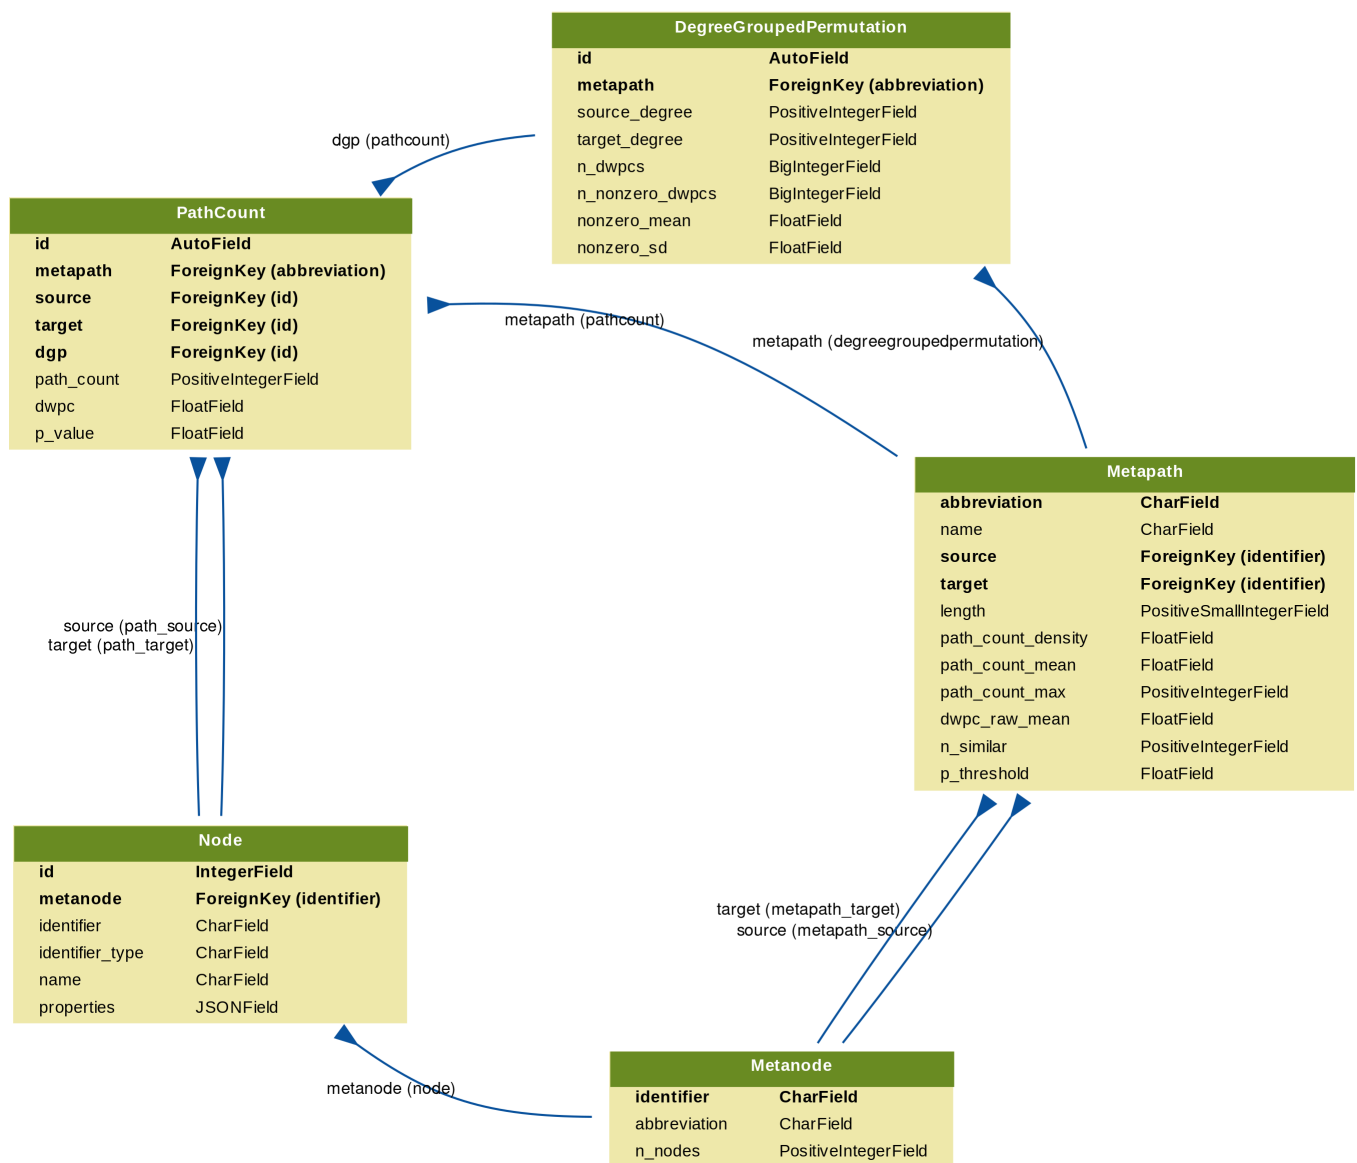 DegreeGroupedPermutation
id AutoField
metapath ForeignKey (abbreviation)
source_degree PositiveIntegerField
target_degree PositiveIntegerField
n_dwpcs BigIntegerField
n_nonzero_dwpcs BigIntegerField
nonzero_mean FloatField
nonzero_sd FloatField
dgp (pathcount)
PathCount
id AutoField
metapath ForeignKey (abbreviation)
source ForeignKey (id)
target ForeignKey (id)
dgp ForeignKey (id)
path_count PositiveIntegerField
dwpc FloatField
p_value FloatField
metapath (pathcount)
metapath (degreegroupedpermutation)
Metapath
abbreviation CharField
name CharField
source ForeignKey (identifier)
target ForeignKey (identifier)
length PositiveSmallIntegerField
path_count_density FloatField
path_count_mean FloatField
path_count_max PositiveIntegerField
dwpc_raw_mean FloatField
n_similar PositiveIntegerField
p_threshold FloatField
source (path_source)
target (path_target)
Node
id IntegerField
metanode ForeignKey (identifier)
identifier CharField
identifier_type CharField
name CharField
properties JSONField
target (metapath_target)
source (metapath_source)
metanode (node)
Metanode
identifier CharField
abbreviation CharField
n_nodes PositiveIntegerField